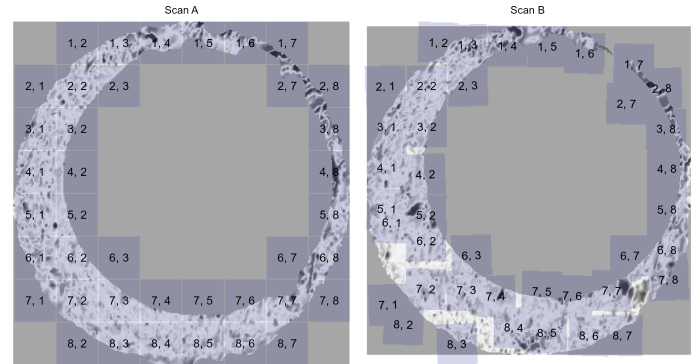 Scan A
1, 2 1, 3 1, 4 1, 5 1, 6 1, 7
2, 1 2, 2 2, 3 2, 7 2, 8
3, 1 3, 2 3, 8
4, 1 4, 2 4, 8
5, 1 5, 2 5, 8
6, 1 6, 2 6, 3 6, 7 6, 8
7, 1 7, 2 7, 3 7, 4 7, 5 7, 6 7, 7 7, 8
8, 2 8, 3 8, 4 8, 5 8, 6 8, 7
Scan B
1, 2 1, 3 1, 4 1, 5 1, 6 1, 7
2, 1 2, 2 2, 3 2, 7 2, 8
3, 1 3, 2 3, 8
4, 1 4, 2 4, 8
5, 1 5, 2 5, 8
6, 1 6, 2 6, 3 6, 7 6, 8
7, 1 7, 2 7, 3 7, 4 7, 5 7, 6 7, 7 7, 8
8, 2 8, 3 8, 4 8, 5 8, 6 8, 7